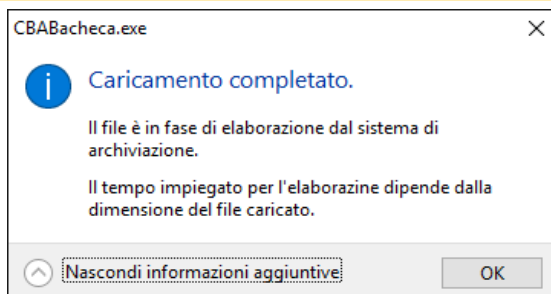 CBABacheca.exe
Caricamento completato.
Il file è in fase di elaborazione dal sistema di
archiviazione.
Il tempo impiegato per l'elaborazine dipende dalla
dimensione del file caricato.
Nascondi informazioni aggiuntive
OK